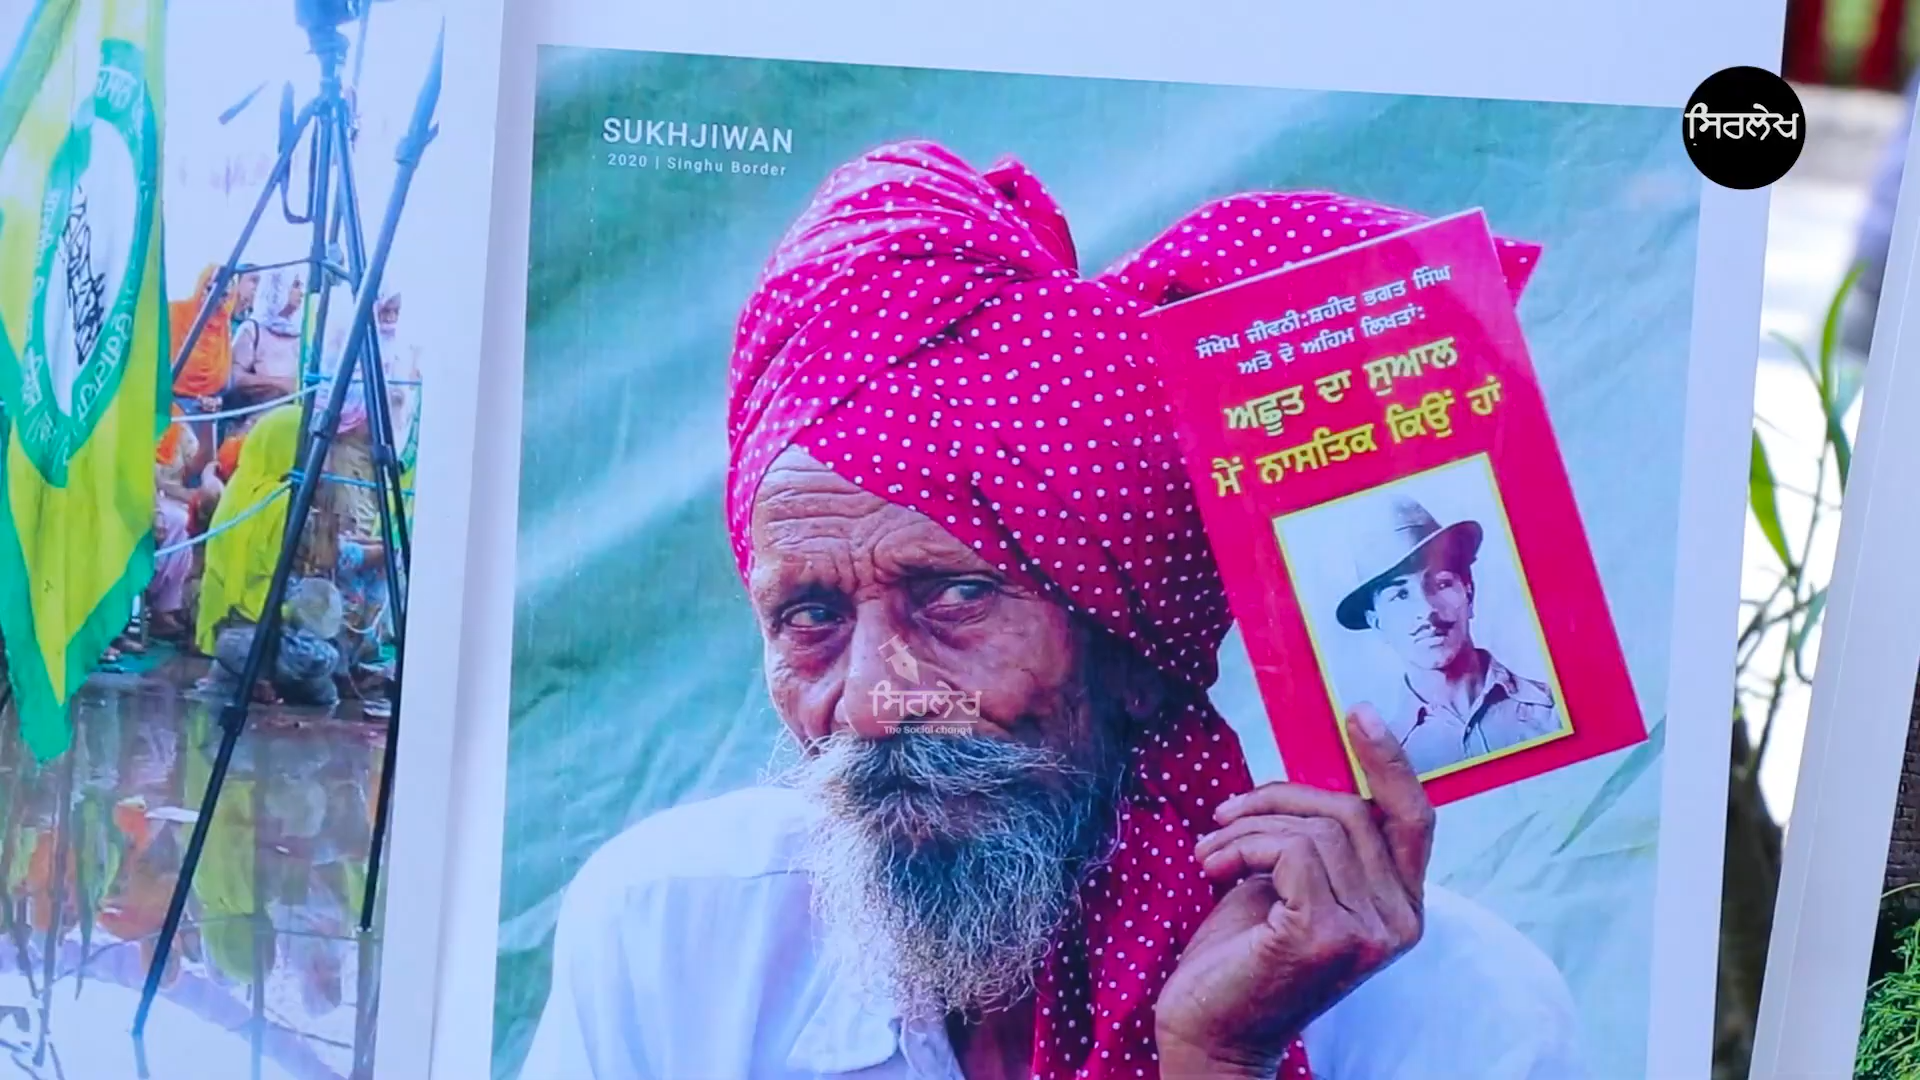 SUKHJIWAN
2020 | Singhu Border
ਸਿਰਲੇਖ
ਸੰਖੇਪ ਜੀਵਨੀ:ਸ਼ਹੀਦ ਭਗਤ ਸਿੰਘ
ਅਤੇ ਦੋ ਅਹਿਮ ਲਿਖਤਾਂ:
ਅਛੂਤ ਦਾ ਸੁਆਲ
ਮੈਂ ਨਾਸਤਿਕ ਕਿਉਂ ਹਾਂ
ਸਿਰਲੇਖ
The Social change